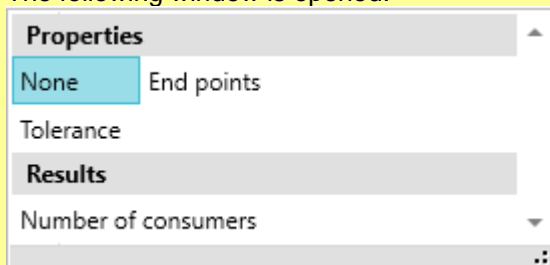 The following window is opened:
Properties
None End points
Tolerance
Results
Number of consumers